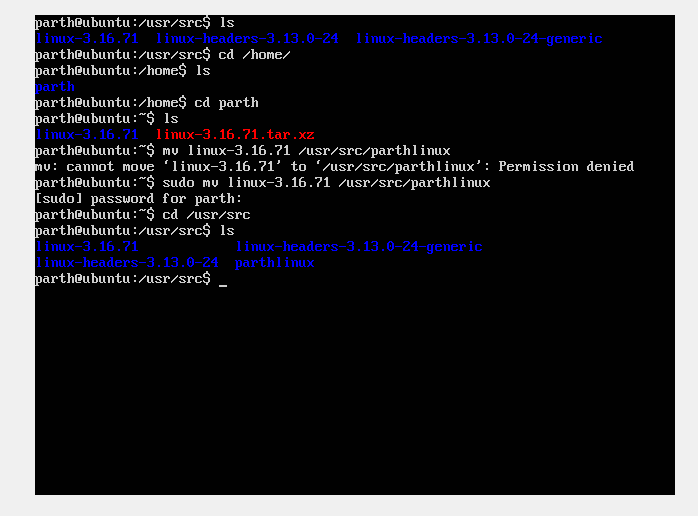 parth@ubuntu:/usr/src$ ls
linux-3.16.71  linux-headers-3.13.0-24  linux-headers-3.13.0-24-generic
parth@ubuntu:/usr/src$ cd /home/
parth@ubuntu:/home$ ls
parth
parth@ubuntu:/home$ cd parth
parth@ubuntu:~$ ls
linux-3.16.71  linux-3.16.71.tar.xz
parth@ubuntu:~$ mv linux-3.16.71 /usr/src/parthlinux
mv: cannot move ‘linux-3.16.71’ to ‘/usr/src/parthlinux’: Permission denied
parth@ubuntu:~$ sudo mv linux-3.16.71 /usr/src/parthlinux
[sudo] password for parth:
parth@ubuntu:~$ cd /usr/src
parth@ubuntu:/usr/src$ ls
linux-3.16.71            linux-headers-3.13.0-24-generic
linux-headers-3.13.0-24  parthlinux
parth@ubuntu:/usr/src$ _